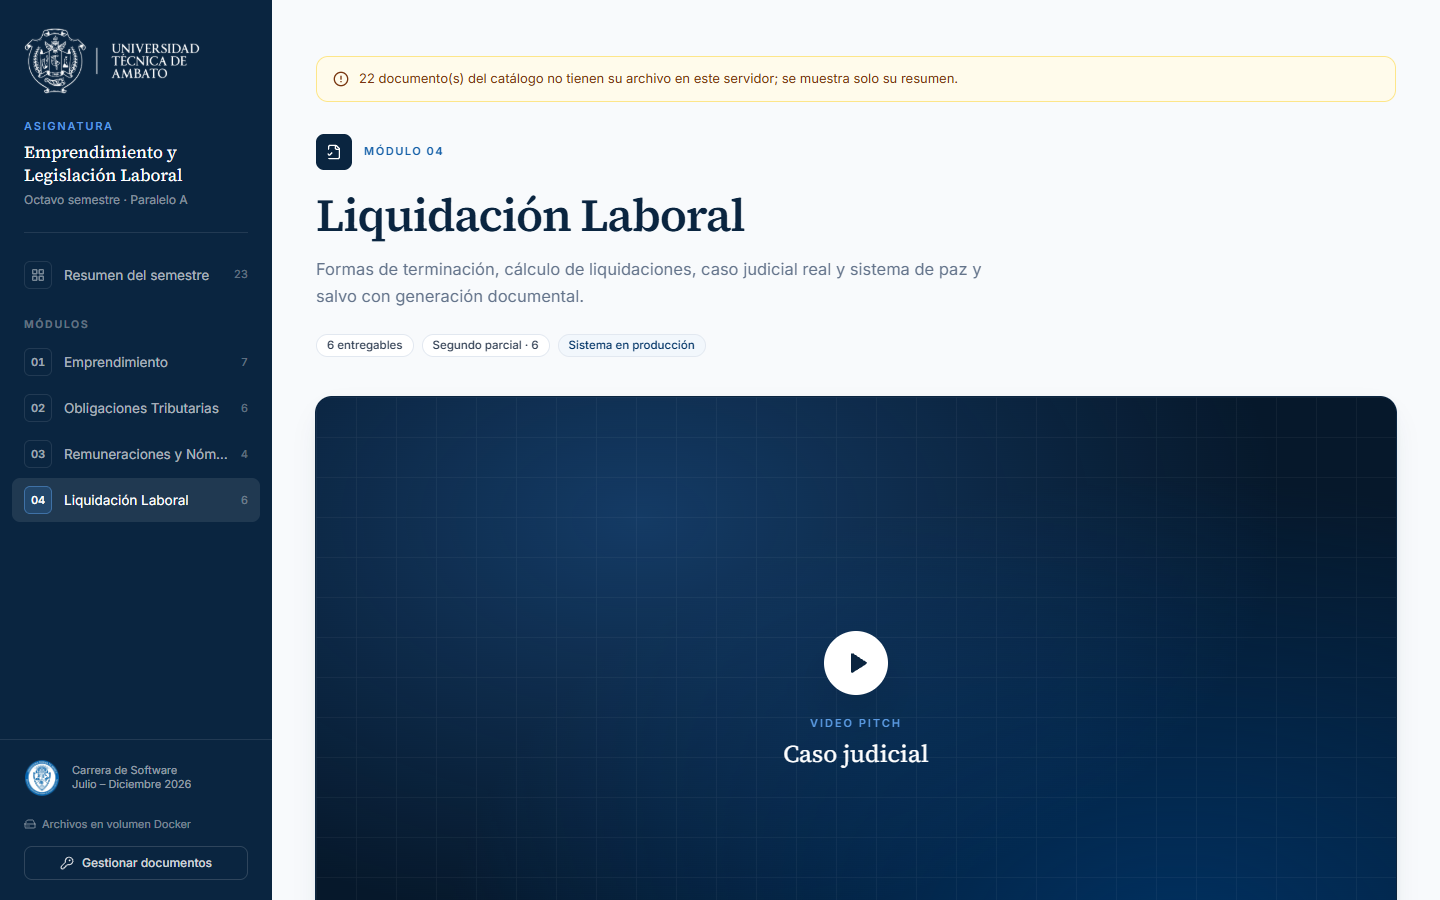 UNIVERSIDAD
TÉCNICA DE
AMBATO
ASIGNATURA
Emprendimiento y
Legislación Laboral
Octavo semestre · Paralelo A
Resumen del semestre 23
MÓDULOS
01 Emprendimiento 7
02 Obligaciones Tributarias 6
03 Remuneraciones y Nóm... 4
04 Liquidación Laboral 6
Carrera de Software
Julio – Diciembre 2026
Archivos en volumen Docker
Gestionar documentos
22 documento(s) del catálogo no tienen su archivo en este servidor; se muestra solo su resumen.
MÓDULO 04
Liquidación Laboral
Formas de terminación, cálculo de liquidaciones, caso judicial real y sistema de paz y
salvo con generación documental.
6 entregables
Segundo parcial · 6
Sistema en producción
VIDEO PITCH
Caso judicial